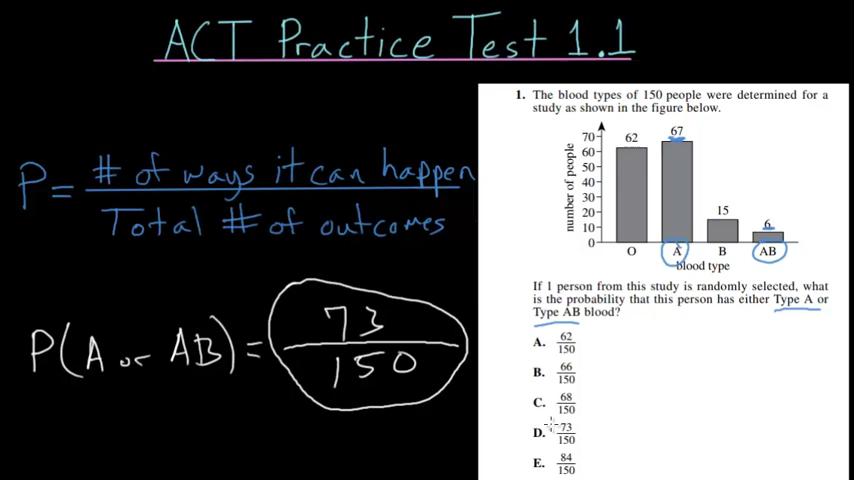 ACT Practice Test 1.1
P = # of ways it can happen
Total # of outcomes
P(A or AB) = 73
150
1. The blood types of 150 people were determined for a
study as shown in the figure below.
number of people
70
60
50
40
30
20
10
0
62
67
15
6
O A B AB
blood type
If 1 person from this study is randomly selected, what
is the probability that this person has either Type A or
Type AB blood?
A. 62
150
B. 66
150
C. 68
150
D. 73
150
E. 84
150